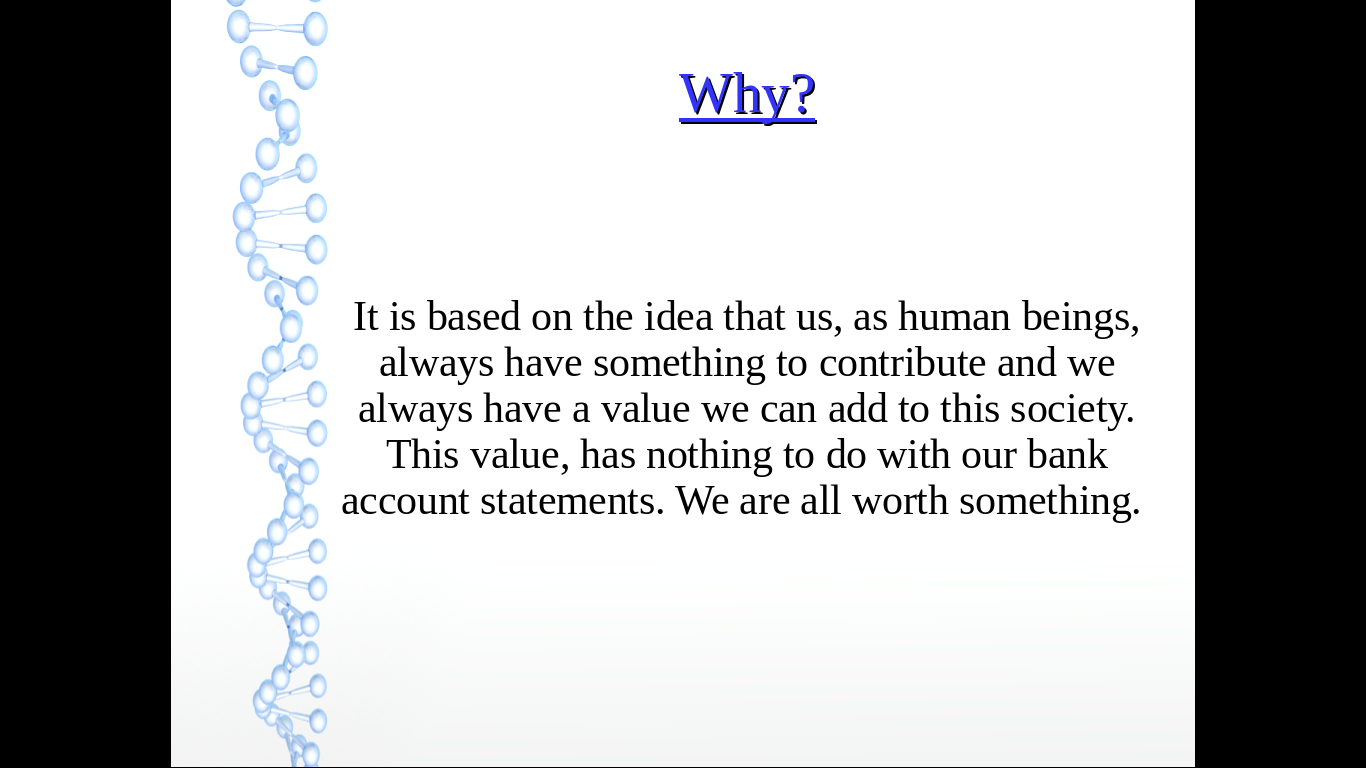 Why?
It is based on the idea that us, as human beings,
always have something to contribute and we
always have a value we can add to this society.
This value, has nothing to do with our bank
account statements. We are all worth something.